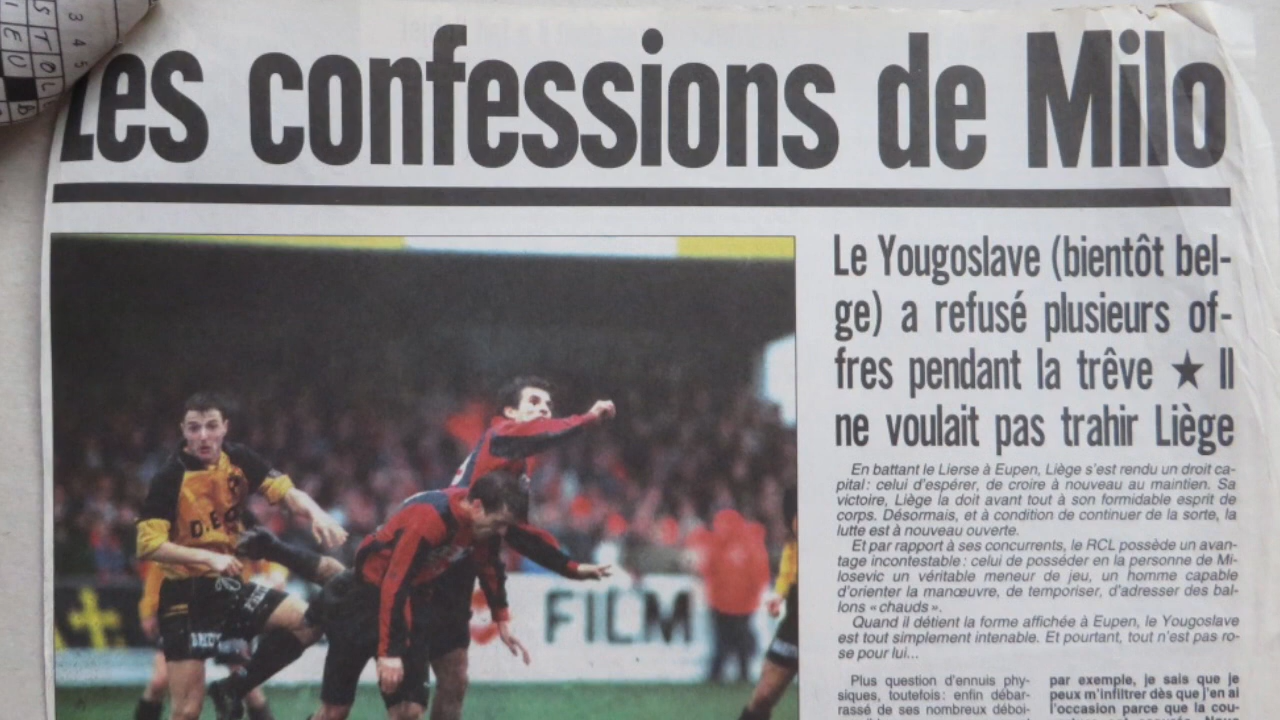 Les confessions de Milo
Le Yougoslave (bientôt bel-
ge) a refusé plusieurs of-
fres pendant la trêve ★ Il
ne voulait pas trahir Liège
En battant le Lierse à Eupen, Liège s'est rendu un droit ca-
pital : celui d'espérer, de croire à nouveau au maintien. Sa
victoire, Liège la doit avant tout à son formidable esprit de
corps. Désormais, et à condition de continuer de la sorte, la
lutte est à nouveau ouverte.
Et par rapport à ses concurrents, le RCL possède un avan-
tage incontestable : celui de posséder en la personne de Mi-
losevic un véritable meneur de jeu, un homme capable
d'orienter la manœuvre, de temporiser, d'adresser des bal-
lons « chauds ».
Quand il détient la forme affichée à Eupen, le Yougoslave
est tout simplement intenable. Et pourtant, tout n'est pas ro-
se pour lui...
Plus question d'ennuis phy-
siques, toutefois : enfin débar-
rassé de ses nombreux déboi-
par exemple, je sais que je
peux m'infiltrer dès que j'en ai
l'occasion parce que la cou-
FILM
3 4 5